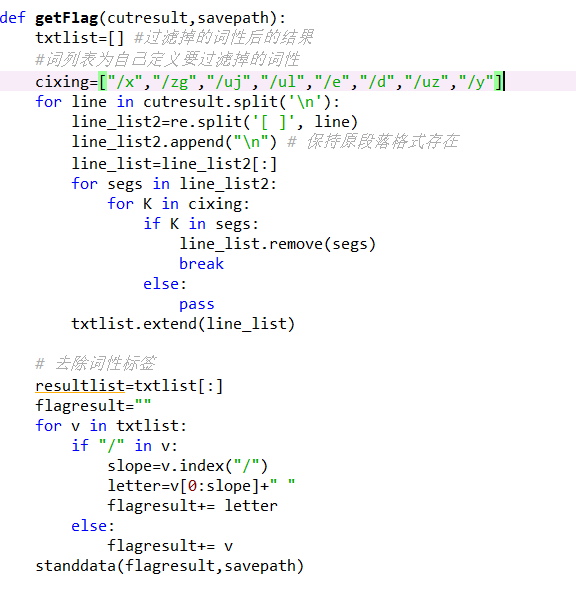 def getFlag(cutresult,savepath):
    txtlist=[] #过滤掉的词性后的结果
    #词列表为自己定义要过滤掉的词性
    cixing=["/x","/zg","/uj","/ul","/e","/d","/uz","/y"]
    for line in cutresult.split('\n'):
        line_list2=re.split('[ ]', line)
        line_list2.append("\n") # 保持原段落格式存在
        line_list=line_list2[:]
        for segs in line_list2:
            for K in cixing:
                if K in segs:
                    line_list.remove(segs)
                    break
                else:
                    pass
        txtlist.extend(line_list)

    # 去除词性标签
    resultlist=txtlist[:]
    flagresult=""
    for v in txtlist:
        if "/" in v:
            slope=v.index("/")
            letter=v[0:slope]+" "
            flagresult+= letter
        else:
            flagresult+= v
    standdata(flagresult,savepath)